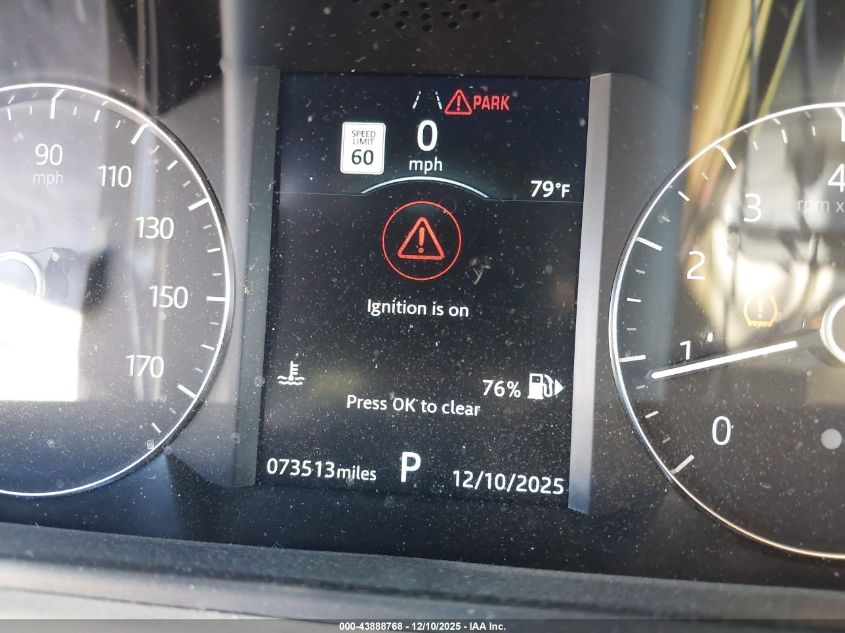 PARK
SPEED LIMIT 60
0
mph
79°F
90
mph
110
130
150
170
Ignition is on
76%
Press OK to clear
073513miles
P
12/10/2025
4
rpm x
3
2
1
0
000-43888768 - 12/10/2025 - IAA Inc.